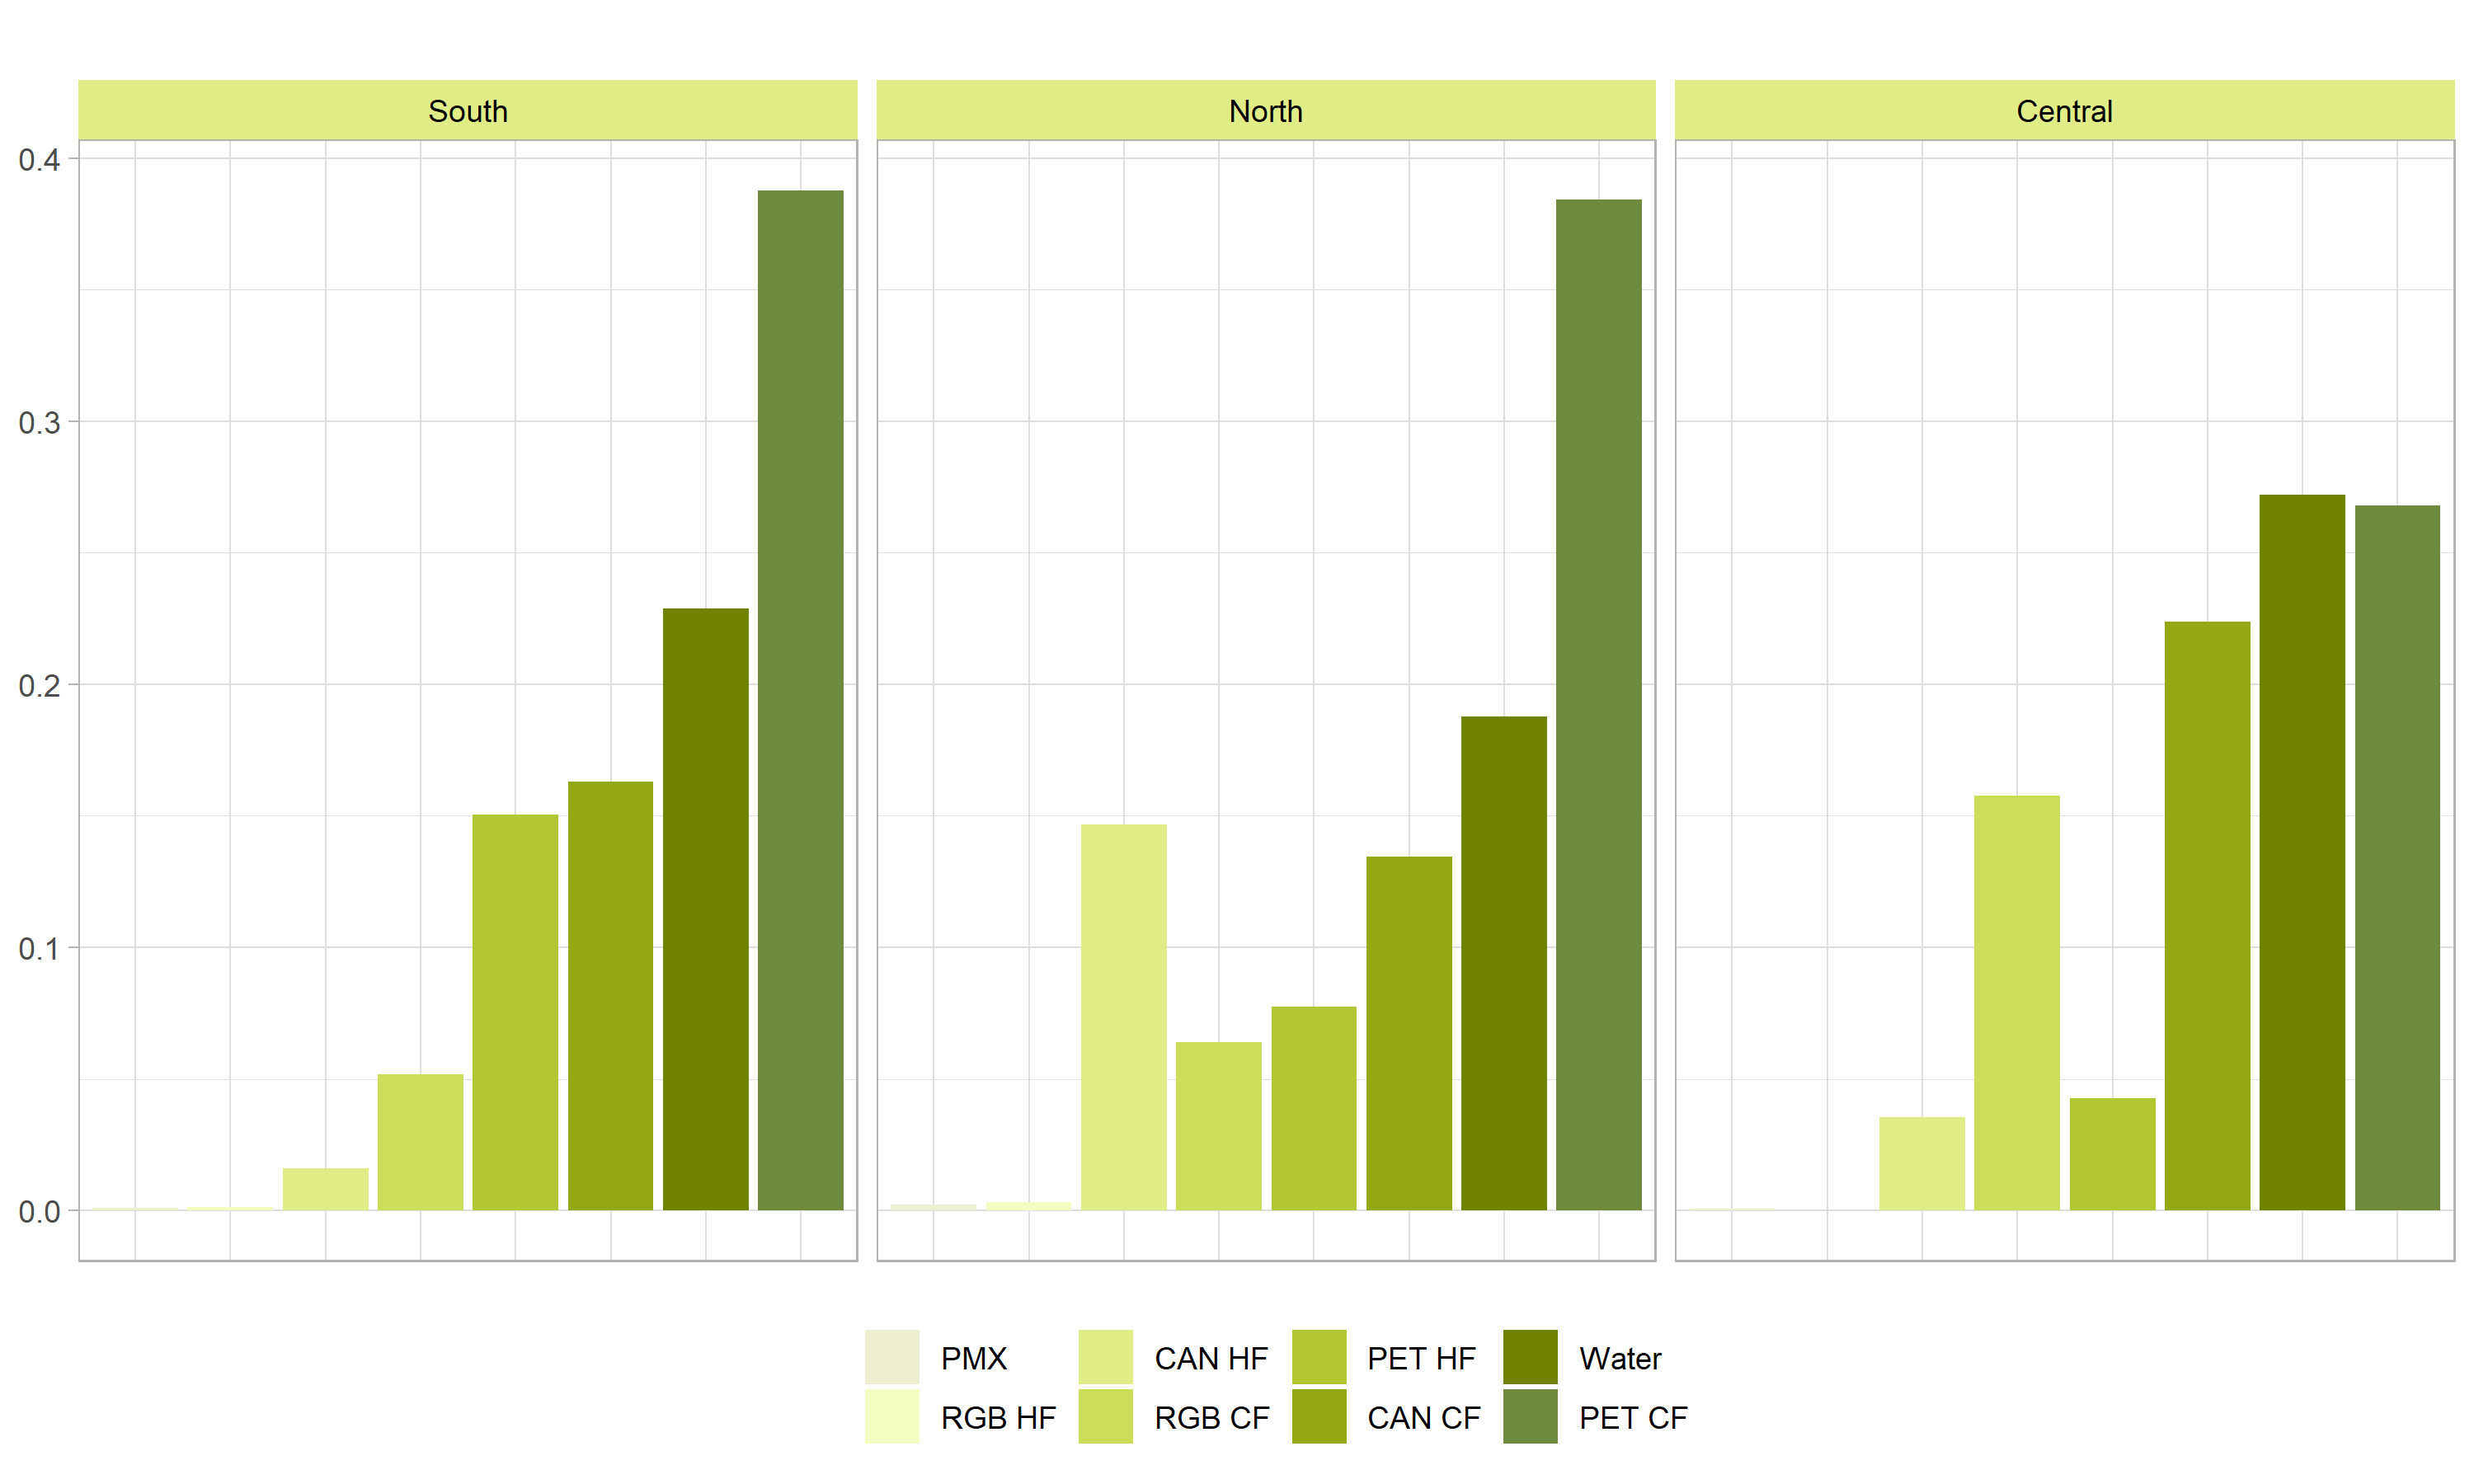 South North Central
0.4
0.3
0.2
0.1
0.0
PMX CAN HF PET HF Water
RGB HF RGB CF CAN CF PET CF